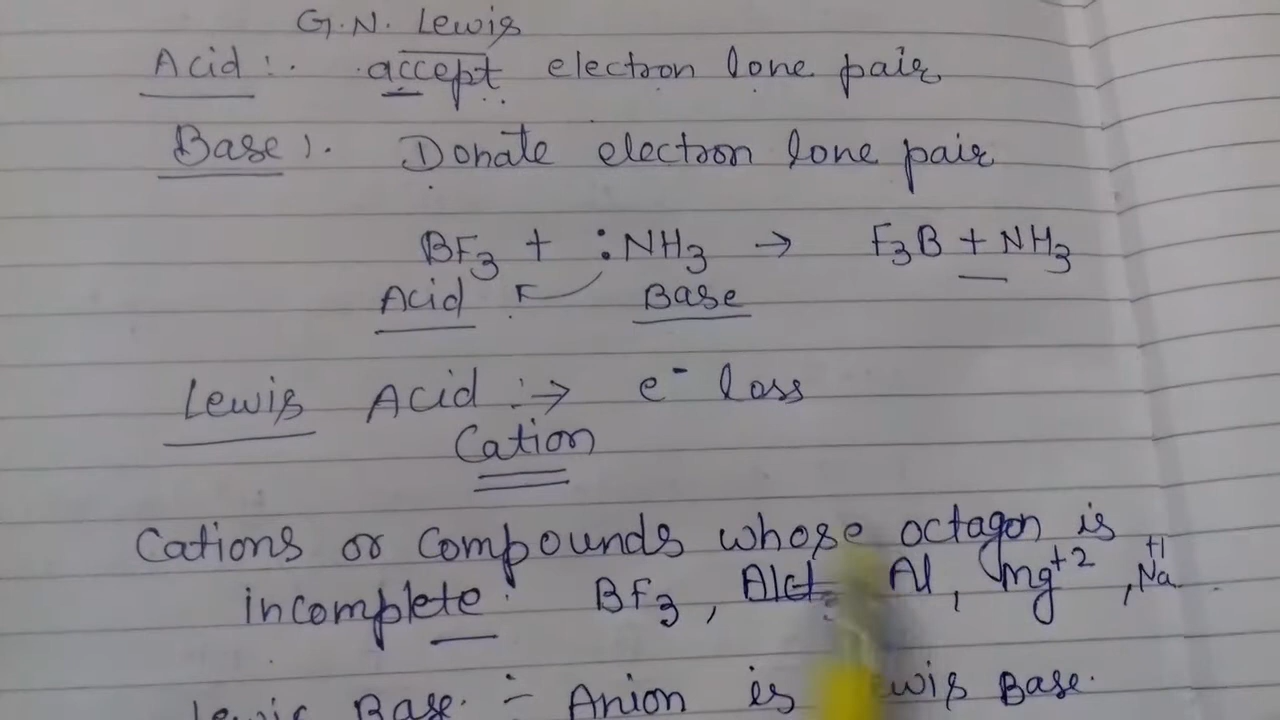 G.N. Lewis
Acid :. accept electron lone pair
Base :. Donate electron lone pair
BF₃ + :NH₃ → F₃B + NH₃
Acid Base
Lewis Acid :→ e⁻ loss
Cation
Cations or compounds whose octagon is
incomplete. BF₃, Al, Mg⁺², Na⁺¹
Lewis Base :- Anion is Lewis Base.